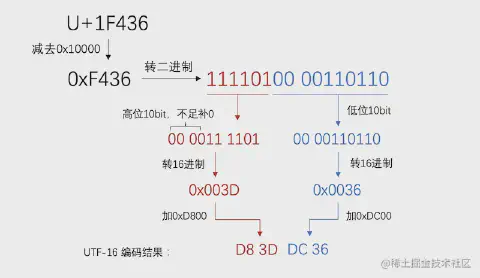 U+1F436
减去0x10000
0xF436 转二进制 11110100 00110110
高位10bit，不足补0 低位10bit
00 0011 1101 00 00110110
转16进制 转16进制
0x003D 0x0036
加0xD800 加0xDC00
UTF-16 编码结果： D8 3D DC 36
@稀土掘金技术社区